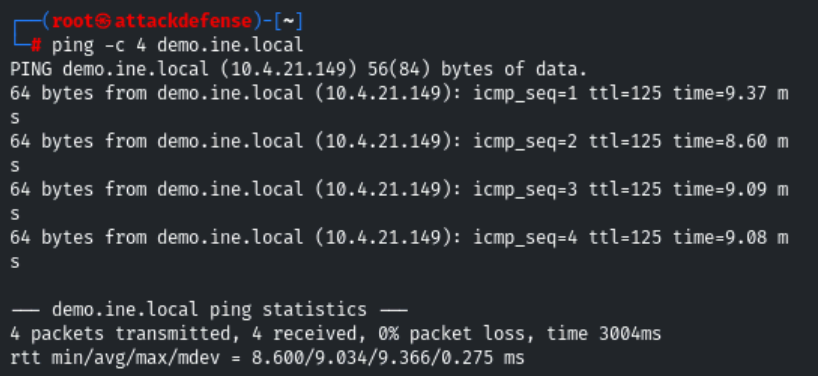 ┌──(root㉿attackdefense)-[~]
└─# ping -c 4 demo.ine.local
PING demo.ine.local (10.4.21.149) 56(84) bytes of data.
64 bytes from demo.ine.local (10.4.21.149): icmp_seq=1 ttl=125 time=9.37 m
s
64 bytes from demo.ine.local (10.4.21.149): icmp_seq=2 ttl=125 time=8.60 m
s
64 bytes from demo.ine.local (10.4.21.149): icmp_seq=3 ttl=125 time=9.09 m
s
64 bytes from demo.ine.local (10.4.21.149): icmp_seq=4 ttl=125 time=9.08 m
s
--- demo.ine.local ping statistics ---
4 packets transmitted, 4 received, 0% packet loss, time 3004ms
rtt min/avg/max/mdev = 8.600/9.034/9.366/0.275 ms